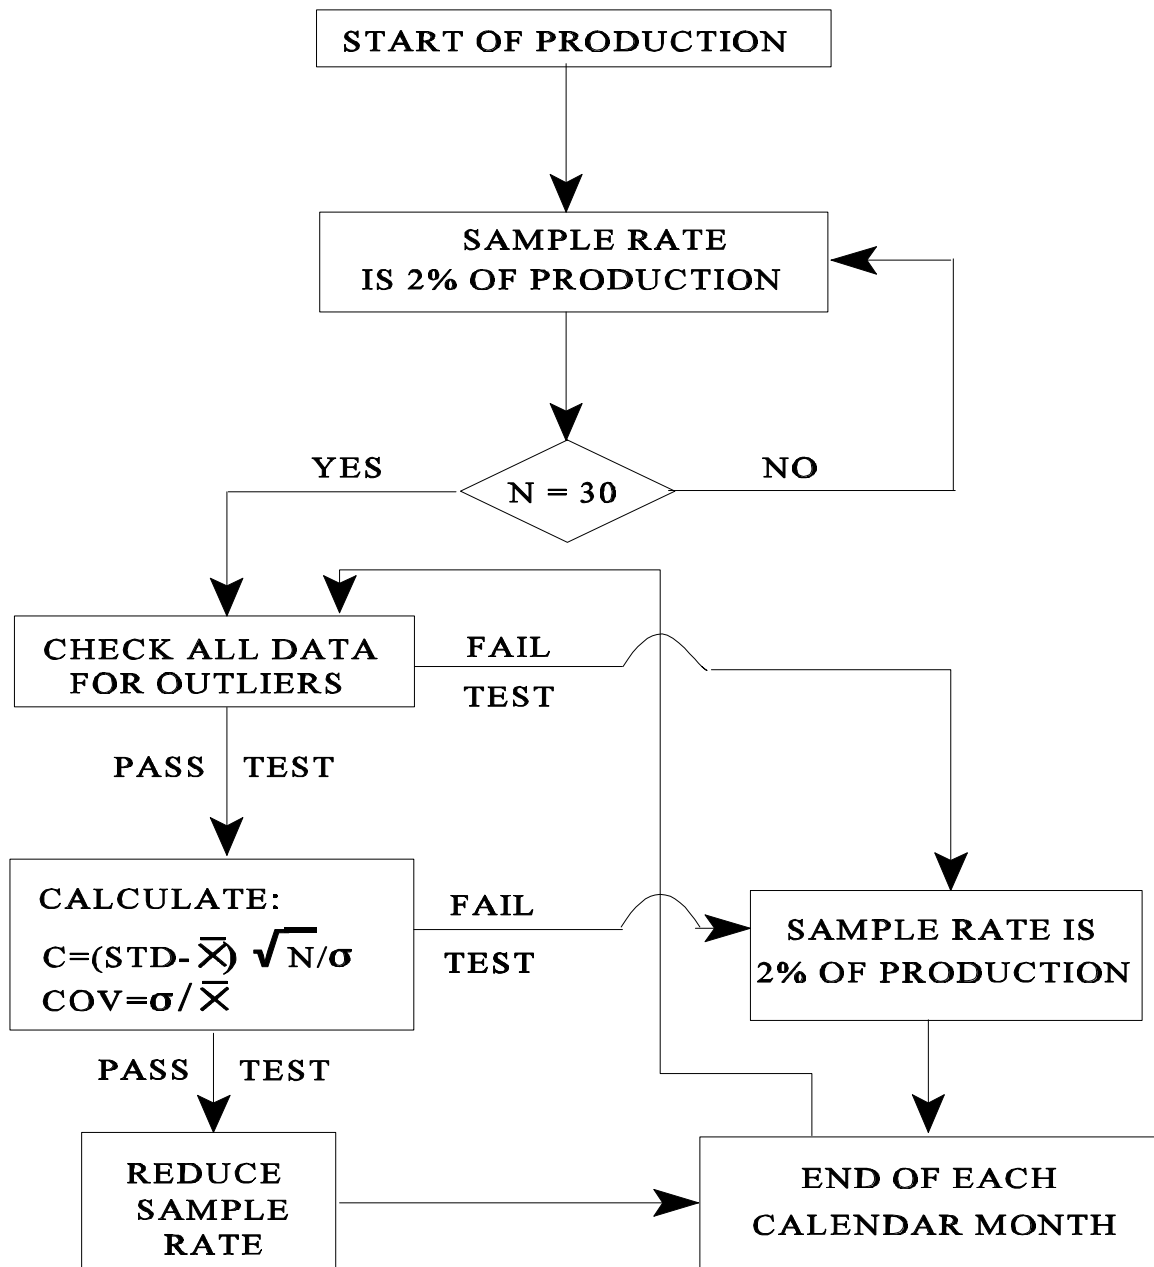 START OF PRODUCTION
SAMPLE RATE
IS 2% OF PRODUCTION
YES
NO
N = 30
CHECK ALL DATA
FOR OUTLIERS
FAIL
TEST
PASS TEST
CALCULATE:
C=(STD-X̅) √N/σ
COV=σ/X̅
FAIL
TEST
SAMPLE RATE IS
2% OF PRODUCTION
PASS TEST
REDUCE
SAMPLE
RATE
END OF EACH
CALENDAR MONTH